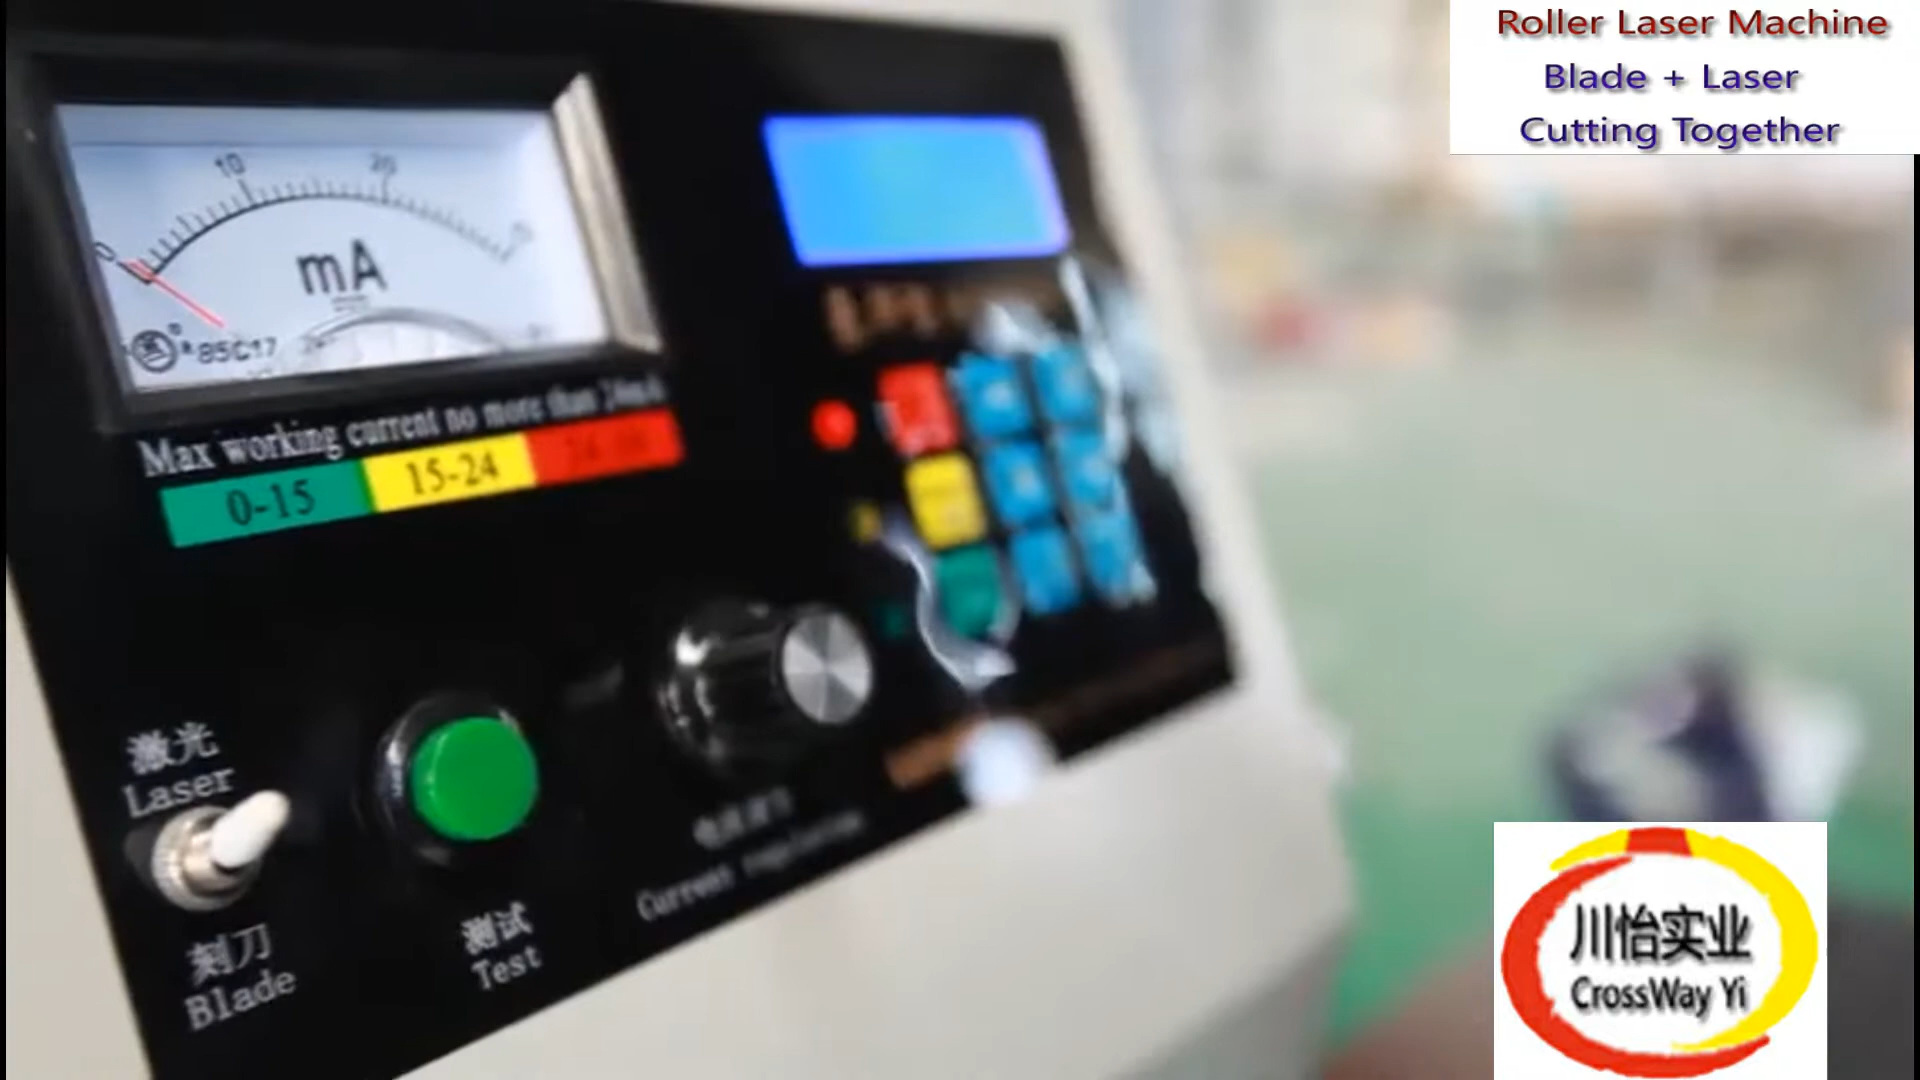 Roller Laser Machine
Blade + Laser
Cutting Together
0 10 20
mA
85C17
Max working current no more than 24mA
0-15 15-24
激光
Laser
刻刀
Blade
测试
Test
Current regulation
川怡实业
CrossWay Yi